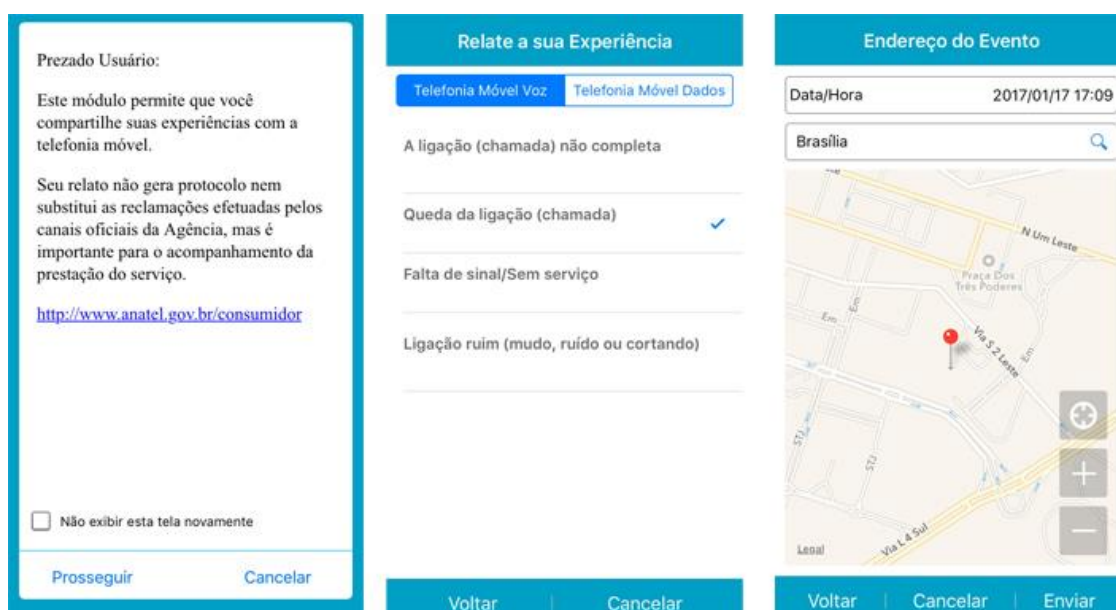 Prezado Usuário:
Este módulo permite que você
compartilhe suas experiências com a
telefonia móvel.
Seu relato não gera protocolo nem
substitui as reclamações efetuadas pelos
canais oficiais da Agência, mas é
importante para o acompanhamento da
prestação do serviço.
http://www.anatel.gov.br/consumidor
Não exibir esta tela novamente
Prosseguir Cancelar
Relate a sua Experiência
Telefonia Móvel Voz Telefonia Móvel Dados
A ligação (chamada) não completa
Queda da ligação (chamada)
Falta de sinal/Sem serviço
Ligação ruim (mudo, ruído ou cortando)
Voltar Cancelar
Endereço do Evento
Data/Hora 2017/01/17 17:09
Brasília
N Um Leste
Praça Dos
Três Poderes
Em
Em
Via S 2 Leste
Em
STJ
STJ
Via L 4 Sul
Legal
Voltar Cancelar Enviar